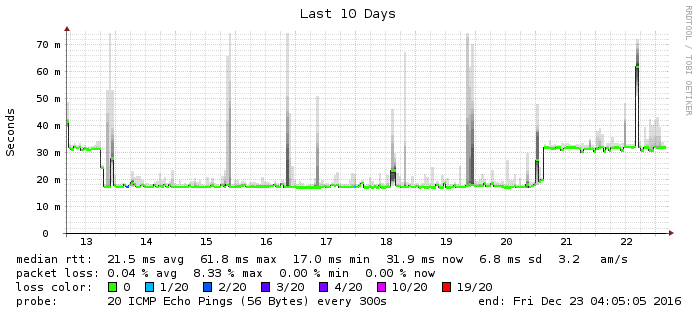 Last 10 Days
RRDTOOL / TOBI OETIKER
Seconds
70 m
60 m
50 m
40 m
30 m
20 m
10 m
0
13 14 15 16 17 18 19 20 21 22
median rtt: 21.5 ms avg 61.8 ms max 17.0 ms min 31.9 ms now 6.8 ms sd 3.2 am/s
packet loss: 0.04 % avg 8.33 % max 0.00 % min 0.00 % now
loss color: 0 1/20 2/20 3/20 4/20 10/20 19/20
probe: 20 ICMP Echo Pings (56 Bytes) every 300s end: Fri Dec 23 04:05:05 2016